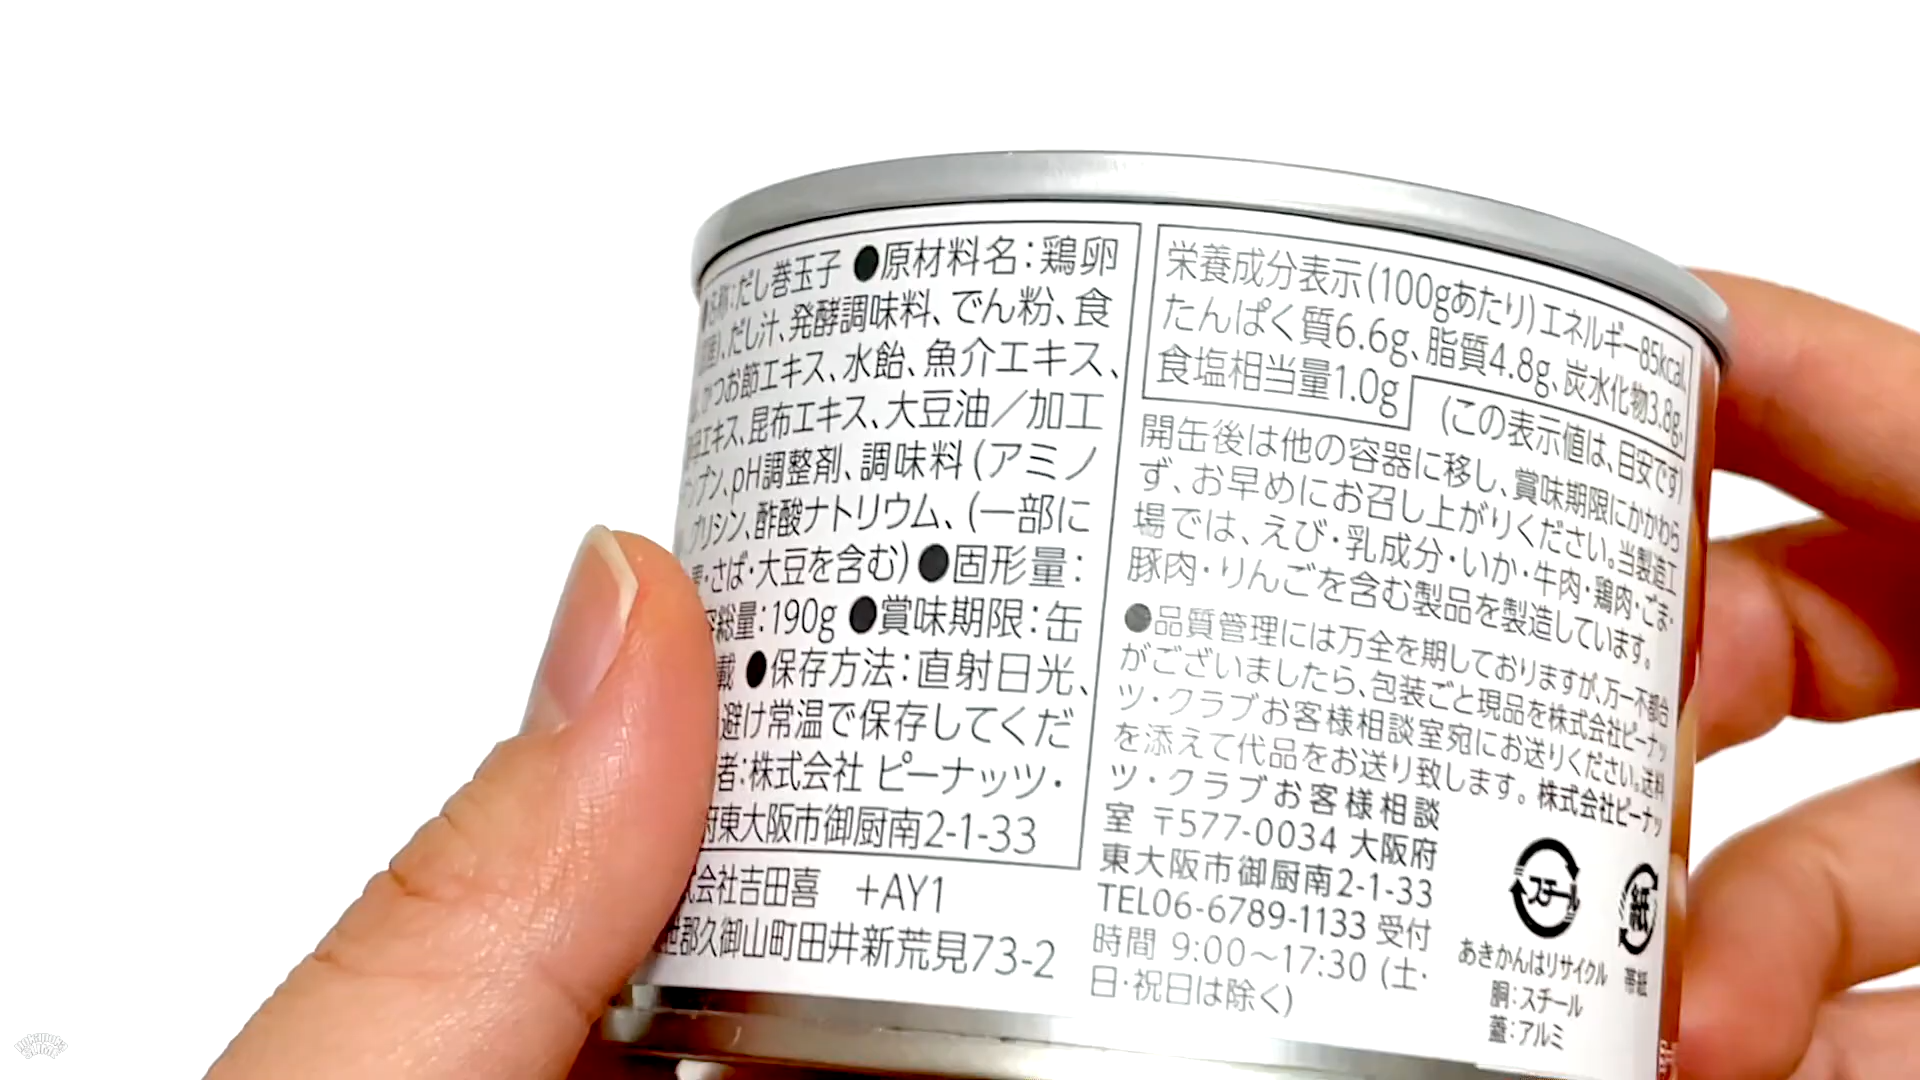 名称：だし巻玉子 ●原材料名：鶏卵
、だし汁、発酵調味料、でん粉、食
かつお節エキス、水飴、魚介エキス、
エキス、昆布エキス、大豆油／加工
プン、pH調整剤、調味料（アミノ
グリシン、酢酸ナトリウム、（一部に
・さば・大豆を含む） ●固形量：
総量：190g ●賞味期限：缶
載 ●保存方法：直射日光、
避け常温で保存してくだ
者：株式会社 ピーナッツ・
府東大阪市御厨南2-1-33
式会社吉田喜 +AY1
郡久御山町田井新荒見73-2
栄養成分表示（100gあたり）エネルギー85kcal、
たんぱく質6.6g、脂質4.8g、炭水化物3.8g、
食塩相当量1.0g （この表示値は、目安です）
開缶後は他の容器に移し、賞味期限にかかわら
ず、お早めにお召し上がりください。当製造工
場では、えび・乳成分・いか・牛肉・鶏肉・ごま・
豚肉・りんごを含む製品を製造しています。
●品質管理には万全を期しておりますが、万一不都合
がございましたら、包装ごと現品を株式会社ピーナッ
ツ・クラブお客様相談室宛にお送りください。送料
を添えて代品をお送り致します。株式会社ピーナッ
ツ・クラブお客様相談
室 〒577-0034 大阪府
東大阪市御厨南2-1-33
TEL06-6789-1133 受付
時間 9:00〜17:30（土・
日・祝日は除く）
スチール
あきかんはリサイクル
胴：スチール
蓋：アルミ
紙
帯紙